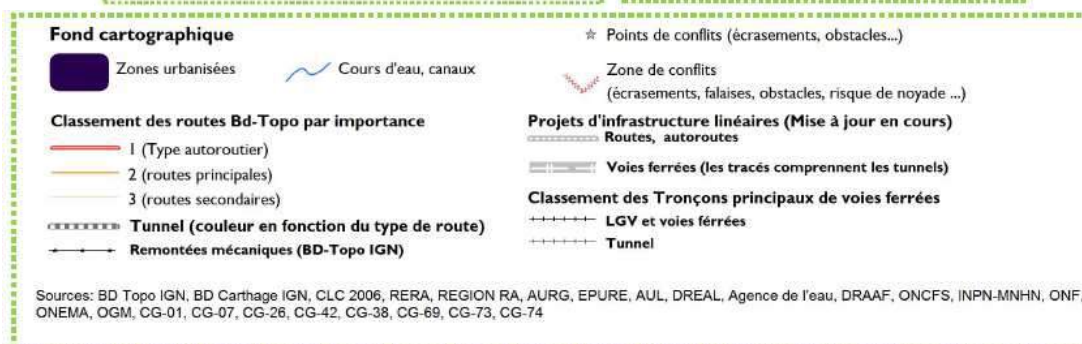 Fond cartographique
Zones urbanisées
Cours d'eau, canaux
Classement des routes Bd-Topo par importance
1 (Type autoroutier)
2 (routes principales)
3 (routes secondaires)
Tunnel (couleur en fonction du type de route)
Remontées mécaniques (BD-Topo IGN)
Points de conflits (écrasements, obstacles...)
Zone de conflits
(écrasements, falaises, obstacles, risque de noyade ...)
Projets d'infrastructure linéaires (Mise à jour en cours)
Routes, autoroutes
Voies ferrées (les tracés comprennent les tunnels)
Classement des Tronçons principaux de voies ferrées
LGV et voies férrées
Tunnel
Sources: BD Topo IGN, BD Carthage IGN, CLC 2006, RERA, REGION RA, AURG, EPURE, AUL, DREAL, Agence de l'eau, DRAAF, ONCFS, INPN-MNHN, ONF,
ONEMA, OGM, CG-01, CG-07, CG-26, CG-42, CG-38, CG-69, CG-73, CG-74